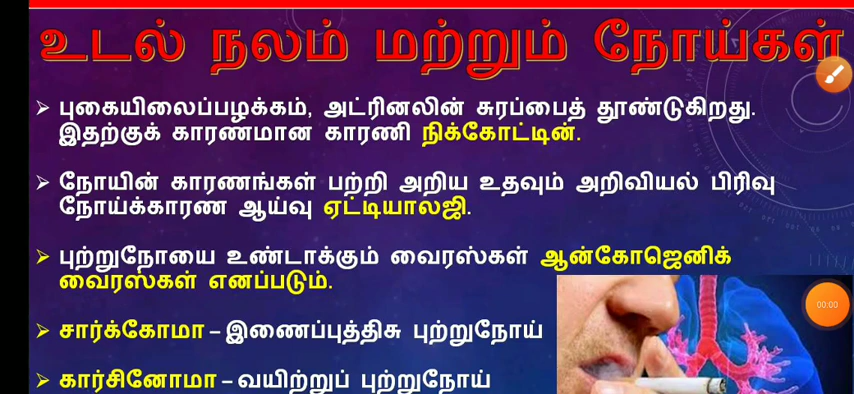 உடல் நலம் மற்றும் நோய்கள்
➢ புகையிலைப்பழக்கம், அட்ரினலின் சுரப்பைத் தூண்டுகிறது.
இதற்குக் காரணமான காரணி நிக்கோட்டின்.
➢ நோயின் காரணங்கள் பற்றி அறிய உதவும் அறிவியல் பிரிவு
நோய்க்காரண ஆய்வு ஏட்டியாலஜி.
➢ புற்றுநோயை உண்டாக்கும் வைரஸ்கள் ஆன்கோஜெனிக்
வைரஸ்கள் எனப்படும்.
➢ சார்க்கோமா – இணைப்புத்திசு புற்றுநோய்
➢ கார்சினோமா – வயிற்றுப் புற்றுநோய்
00:00